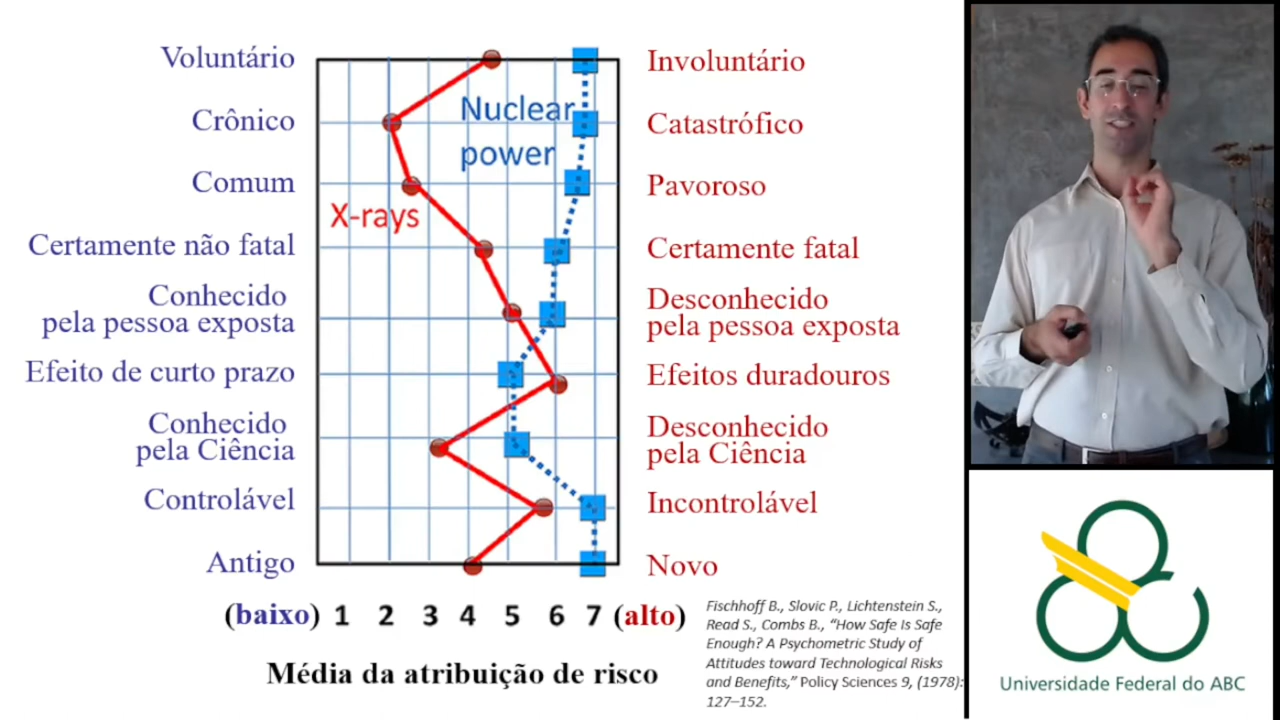 Voluntário
Involuntário
Nuclear
power
Crônico
Catastrófico
Comum
Pavoroso
X-rays
Certamente não fatal
Certamente fatal
Conhecido
pela pessoa exposta
Desconhecido
pela pessoa exposta
Efeito de curto prazo
Efeitos duradouros
Conhecido
pela Ciência
Desconhecido
pela Ciência
Controlável
Incontrolável
Antigo
Novo
(baixo) 1 2 3 4 5 6 7 (alto)
Média da atribuição de risco
Fischhoff B., Slovic P., Lichtenstein S.,
Read S., Combs B., “How Safe Is Safe
Enough? A Psychometric Study of
Attitudes toward Technological Risks
and Benefits,” Policy Sciences 9, (1978):
127–152.
Universidade Federal do ABC